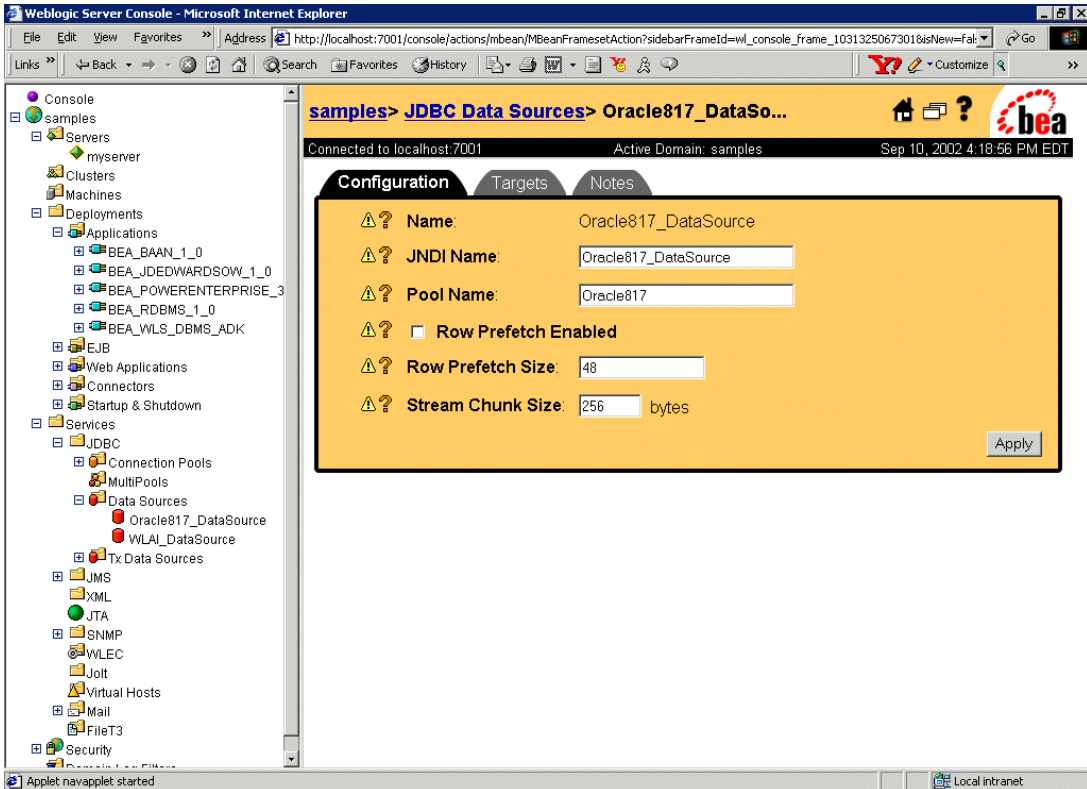 Weblogic Server Console - Microsoft Internet Explorer
File Edit View Favorites » Address http://localhost:7001/console/actions/mbean/MBeanFramesetAction?sidebarFrameId=wl_console_frame_1031325067301&isNew=fal Go
Links » Back Search Favorites History Y! Customize »
Console
samples
Servers
myserver
Clusters
Machines
Deployments
Applications
BEA_BAAN_1_0
BEA_JDEDWARDSOW_1_0
BEA_POWERENTERPRISE_3
BEA_RDBMS_1_0
BEA_WLS_DBMS_ADK
EJB
Web Applications
Connectors
Startup & Shutdown
Services
JDBC
Connection Pools
MultiPools
Data Sources
Oracle817_DataSource
WLAI_DataSource
Tx Data Sources
JMS
XML
JTA
SNMP
WLEC
Jolt
Virtual Hosts
Mail
FileT3
Security
samples> JDBC Data Sources> Oracle817_DataSo...
? bea
Connected to localhost:7001 Active Domain: samples Sep 10, 2002 4:18:56 PM EDT
Configuration Targets Notes
? Name: Oracle817_DataSource
? JNDI Name: Oracle817_DataSource
? Pool Name: Oracle817
? Row Prefetch Enabled
? Row Prefetch Size: 48
? Stream Chunk Size: 256 bytes
Apply
Applet navapplet started Local intranet